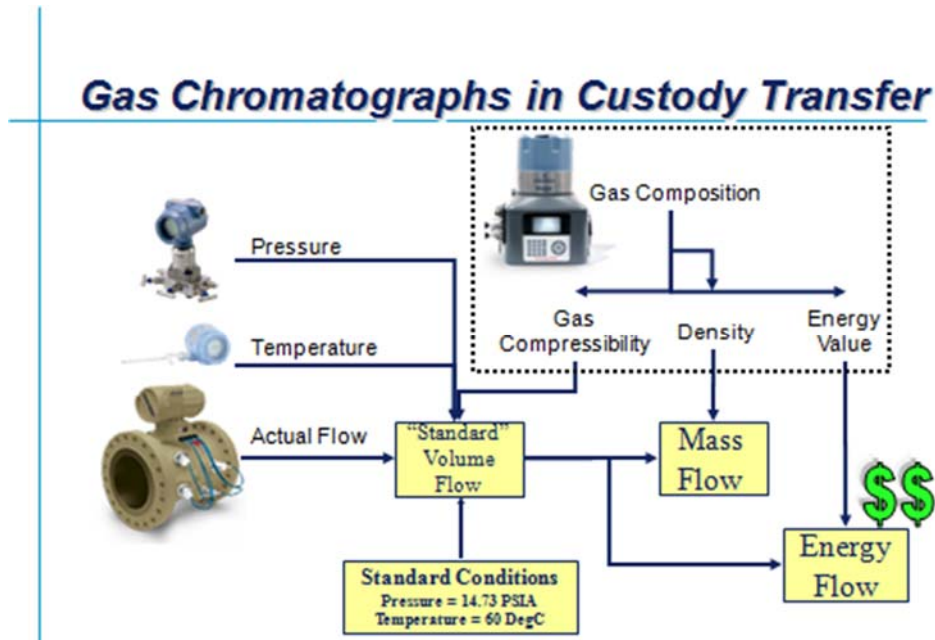 Gas Chromatographs in Custody Transfer
Gas Composition
Pressure
Gas
Compressibility
Density
Energy
Value
Temperature
Actual Flow
"Standard"
Volume
Flow
Mass
Flow
$$
Energy
Flow
Standard Conditions
Pressure = 14.73 PSIA
Temperature = 60 DegC